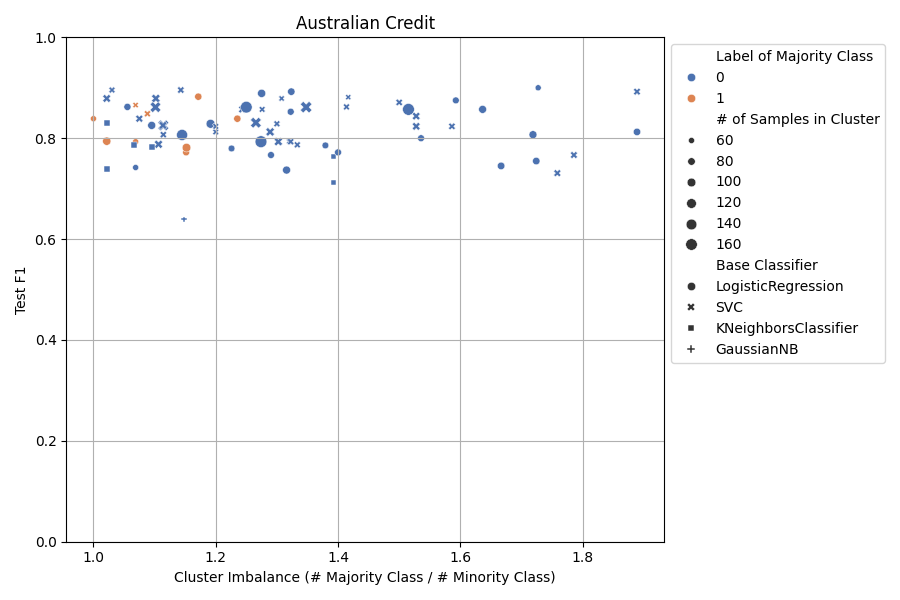 Australian Credit
1.0
0.8
0.6
0.4
0.2
0.0
Test F1
1.0
1.2
1.4
1.6
1.8
Cluster Imbalance (# Majority Class / # Minority Class)
Label of Majority Class
0
1
# of Samples in Cluster
60
80
100
120
140
160
Base Classifier
LogisticRegression
SVC
KNeighborsClassifier
GaussianNB